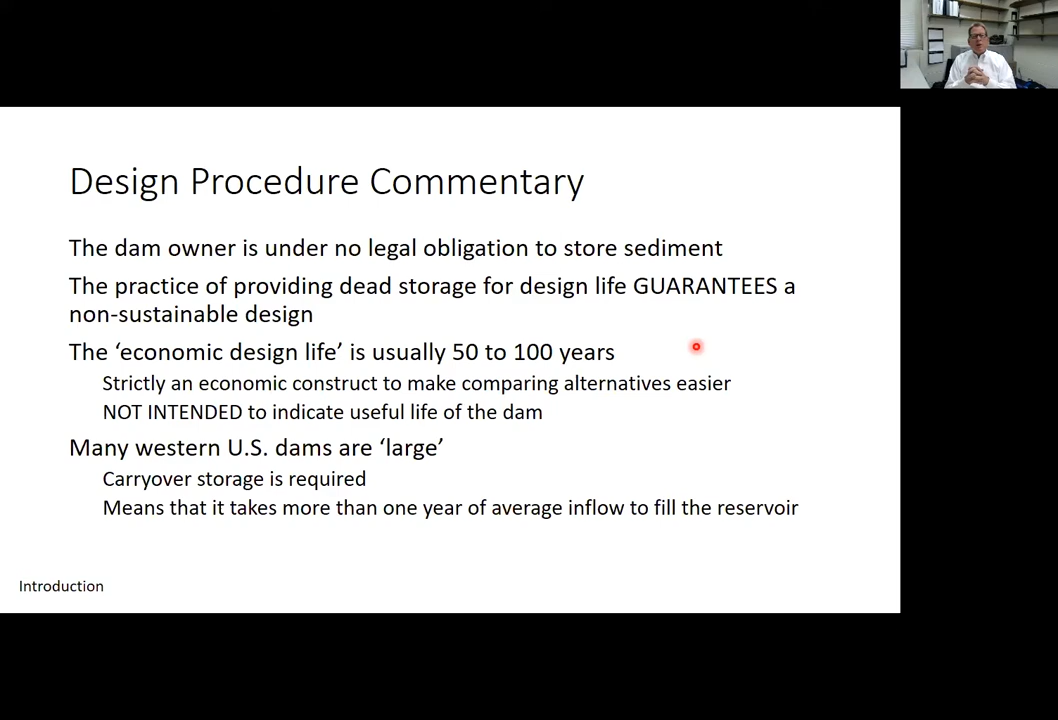 Design Procedure Commentary
The dam owner is under no legal obligation to store sediment
The practice of providing dead storage for design life GUARANTEES a
non-sustainable design
The ‘economic design life’ is usually 50 to 100 years
Strictly an economic construct to make comparing alternatives easier
NOT INTENDED to indicate useful life of the dam
Many western U.S. dams are ‘large’
Carryover storage is required
Means that it takes more than one year of average inflow to fill the reservoir
Introduction